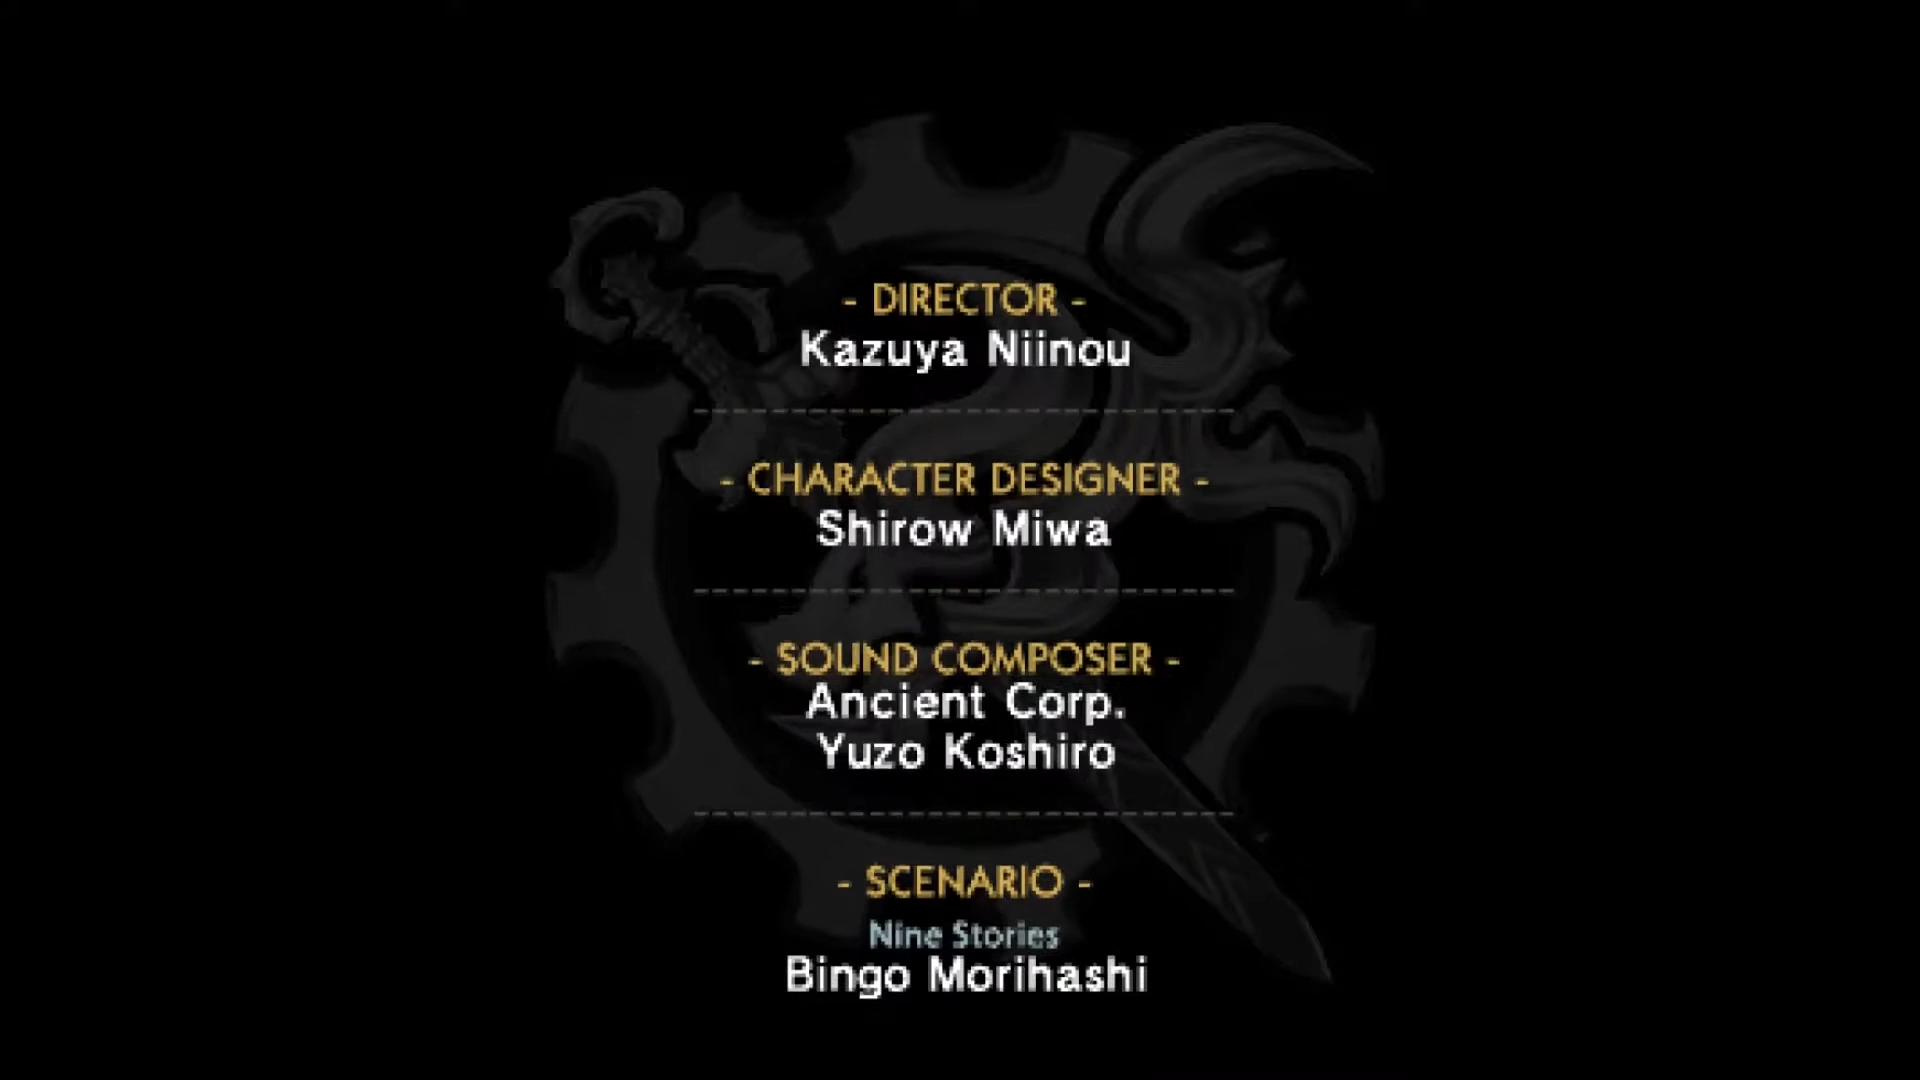 - DIRECTOR -
Kazuya Niinou
- CHARACTER DESIGNER -
Shirow Miwa
- SOUND COMPOSER -
Ancient Corp.
Yuzo Koshiro
- SCENARIO -
Nine Stories
Bingo Morihashi